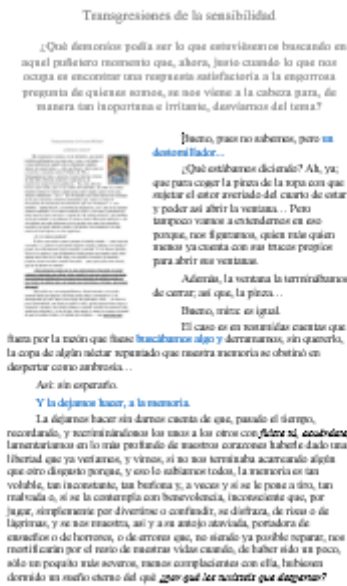 Transgresiones de la sensibilidad
¿Qué demonios podía ser lo que estuviésemos buscando en
aquel puñetero momento que, ahora, justo cuando lo que nos
ocupa es encontrar una respuesta satisfactoria a la engorrosa
pregunta de quienes somos, se nos viene a la cabeza para, de
manera tan inoportuna e irritante, desviarnos del tema?
Bueno, pues no sabemos, pero un
destornillador…
¿Qué estábamos diciendo? Ah, ya;
que para coger la pinza de la ropa con que
sujetar el estor averiado del cuarto de estar
y poder así abrir la ventana… Pero
tampoco vamos a extendernos en eso
porque, nos figuramos, quien más quien
menos ya cuenta con sus trucos propios
para abrir sus ventanas.
Además, la ventana la terminábamos
de cerrar; así que, la pinza…
Bueno, mira: es igual.
El caso es en resumidas cuentas que
fuera por la razón que fuese buscábamos algo y derramamos, sin quererlo,
la copa de algún néctar reputado que nuestra memoria se obstinó en
despertar como ambrosía…
Así: sin esperarlo.
Y la dejamos hacer, a la memoria.
La dejamos hacer sin darnos cuenta de que, pasado el tiempo,
recordando, y recriminándonos los unos a los otros con fuiste tú, acuérdate
lamentaríamos en lo más profundo de nuestros corazones haberle dado una
libertad que ya veríamos, y vimos, si no nos terminaba acarreando algún
que otro disgusto porque, y eso lo sabíamos todos, la memoria es tan
voluble, tan inconstante, tan burlona y, a veces y si se le pone a tiro, tan
malvada o, si se la contempla con benevolencia, inconsciente que, por
jugar, simplemente por divertirse o confundir, se disfraza, de risas o de
lágrimas, y se nos muestra, así y a su antojo ataviada, portadora de
ensueños o de horrores, o de errores que, no siendo ya posible reparar, nos
mortificarán por el resto de nuestras vidas cuando, de haber sido un poco,
sólo un poquito más severos, menos complacientes con ella, hubiesen
dormido un sueño eterno del qué ¿por qué les tuvisteis que despertar?